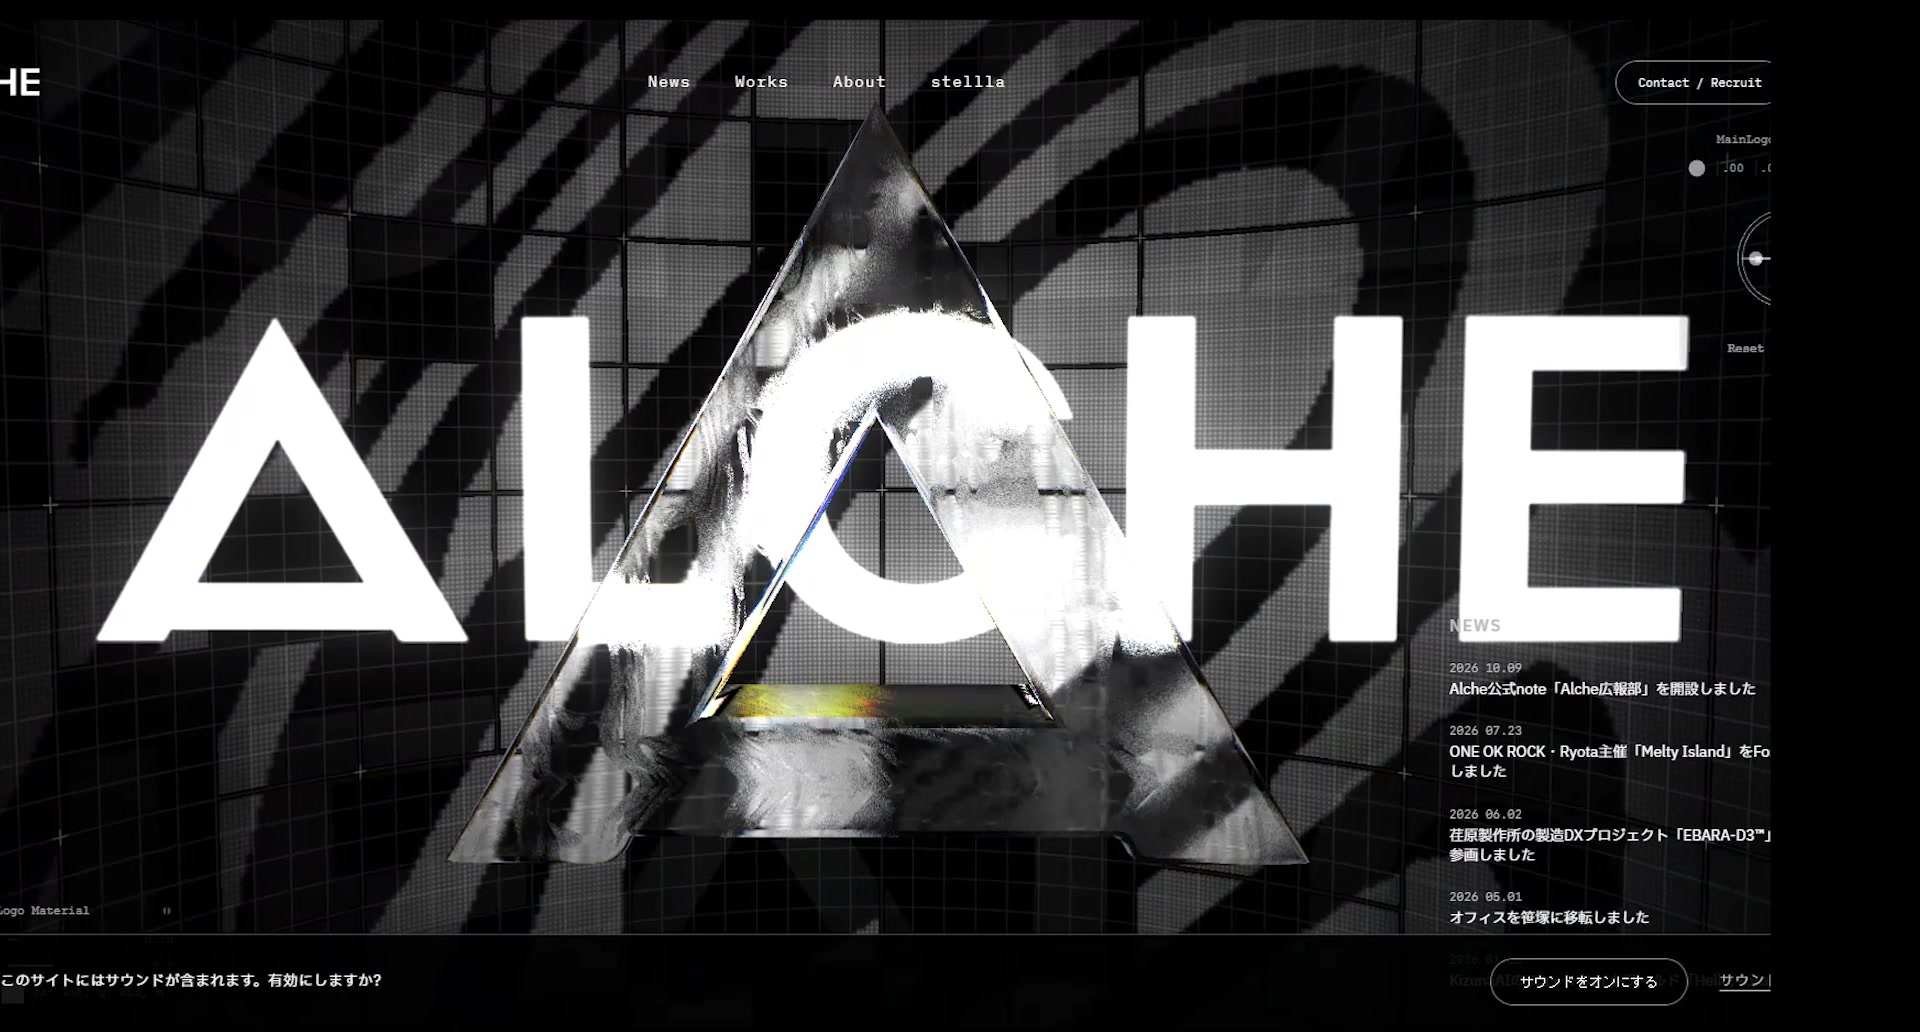 HE
News
Works
About
stellla
Contact / Recruit
MainLogo
.00
Reset
ALCHE
NEWS
2026 10.09
Alche公式note「Alche広報部」を開設しました
2026 07.23
ONE OK ROCK・Ryota主催「Melty Island」をFo
しました
2026 06.02
荏原製作所の製造DXプロジェクト「EBARA-D3™」
参画しました
2026 05.01
オフィスを笹塚に移転しました
Logo Material
このサイトにはサウンドが含まれます。有効にしますか?
サウンドをオンにする
サウン